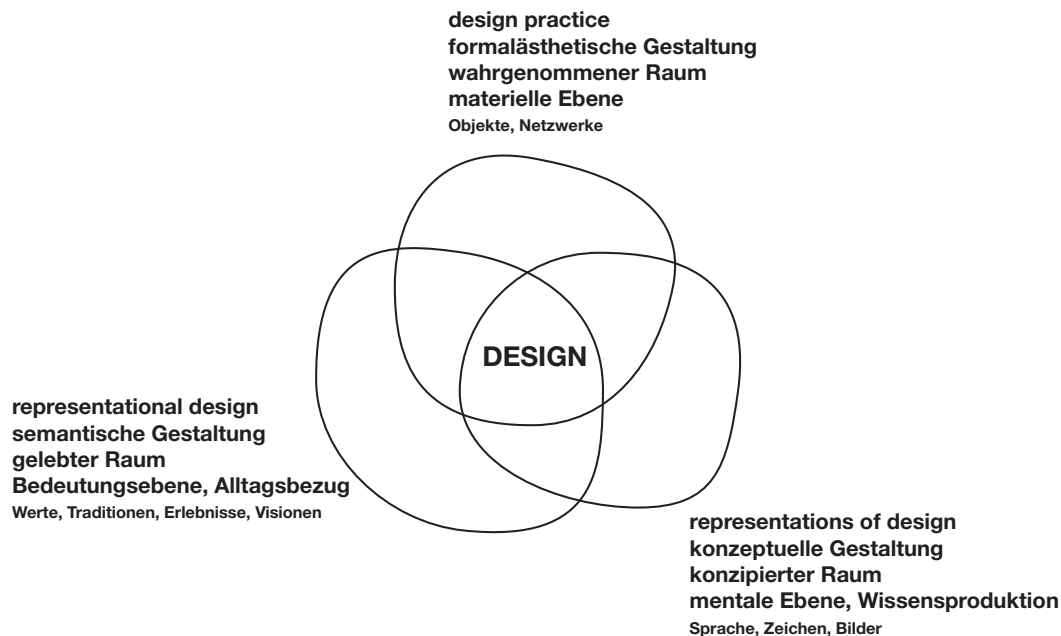 design practice
formalästhetische Gestaltung
wahrgenommener Raum
materielle Ebene
Objekte, Netzwerke
DESIGN
representational design
semantische Gestaltung
gelebter Raum
Bedeutungsebene, Alltagsbezug
Werte, Traditionen, Erlebnisse, Visionen
representations of design
konzeptuelle Gestaltung
konzipierter Raum
mentale Ebene, Wissensproduktion
Sprache, Zeichen, Bilder